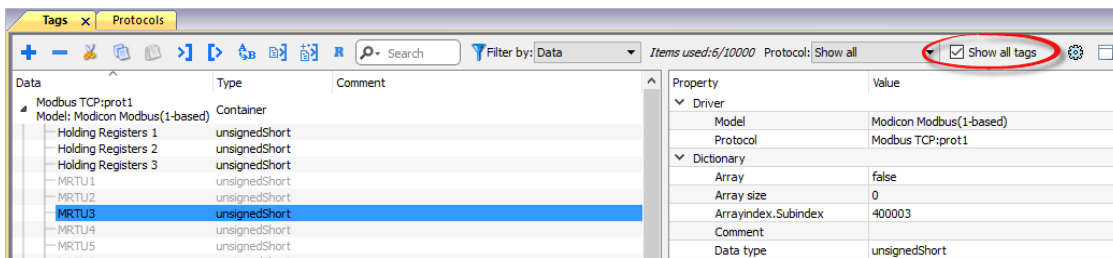 Tags x Protocols
Search Filter by: Data Items used:6/10000 Protocol: Show all Show all tags
Data Type Comment
Modbus TCP:prot1
Model: Modicon Modbus(1-based) Container
Holding Registers 1 unsignedShort
Holding Registers 2 unsignedShort
Holding Registers 3 unsignedShort
MRTU1 unsignedShort
MRTU2 unsignedShort
MRTU3 unsignedShort
MRTU4 unsignedShort
MRTU5 unsignedShort
Property Value
Driver
Model Modicon Modbus(1-based)
Protocol Modbus TCP:prot1
Dictionary
Array false
Array size 0
Arrayindex.Subindex 400003
Comment
Data type unsignedShort